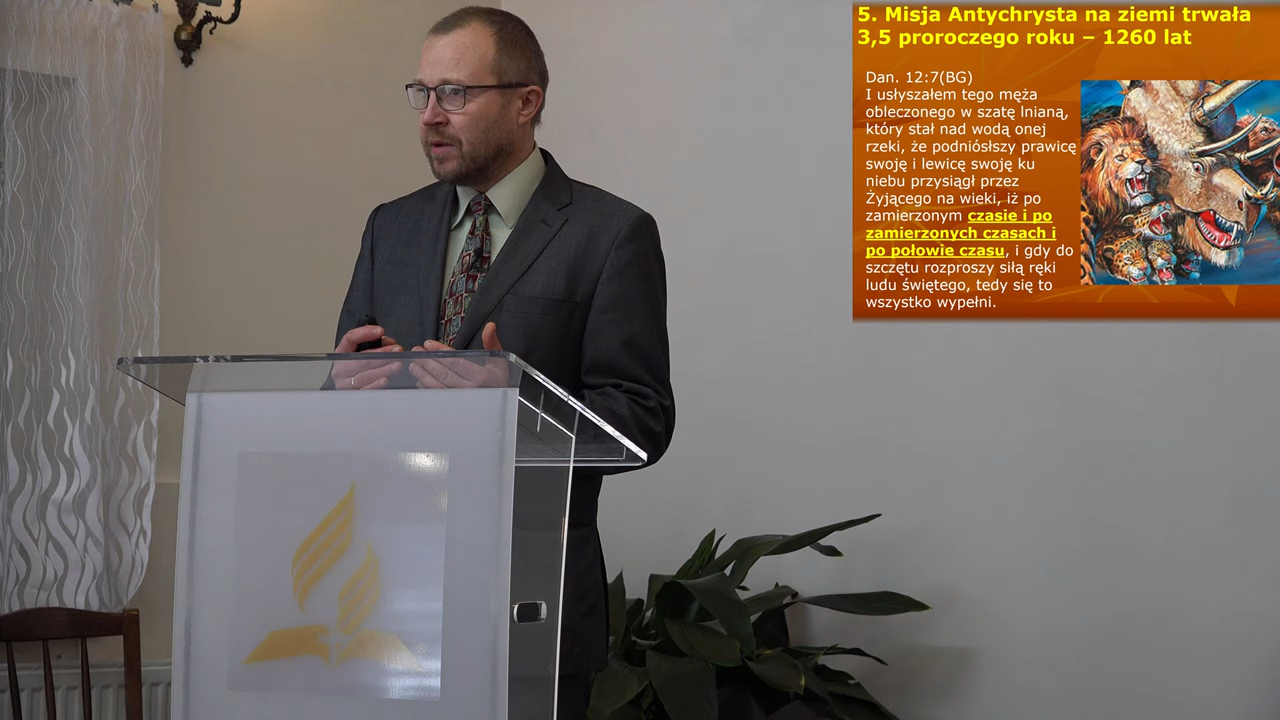 5. Misja Antychrysta na ziemi trwała
3,5 proroczego roku – 1260 lat
Dan. 12:7(BG)
I usłyszałem tego męża
obleczonego w szatę lnianą,
który stał nad wodą onej
rzeki, że podniósłszy prawicę
swoję i lewicę swoję ku
niebu przysiągł przez
Żyjącego na wieki, iż po
zamierzonym czasie i po
zamierzonych czasach i
po połowie czasu, i gdy do
szczętu rozproszy siłą ręki
ludu świętego, tedy się to
wszystko wypełni.